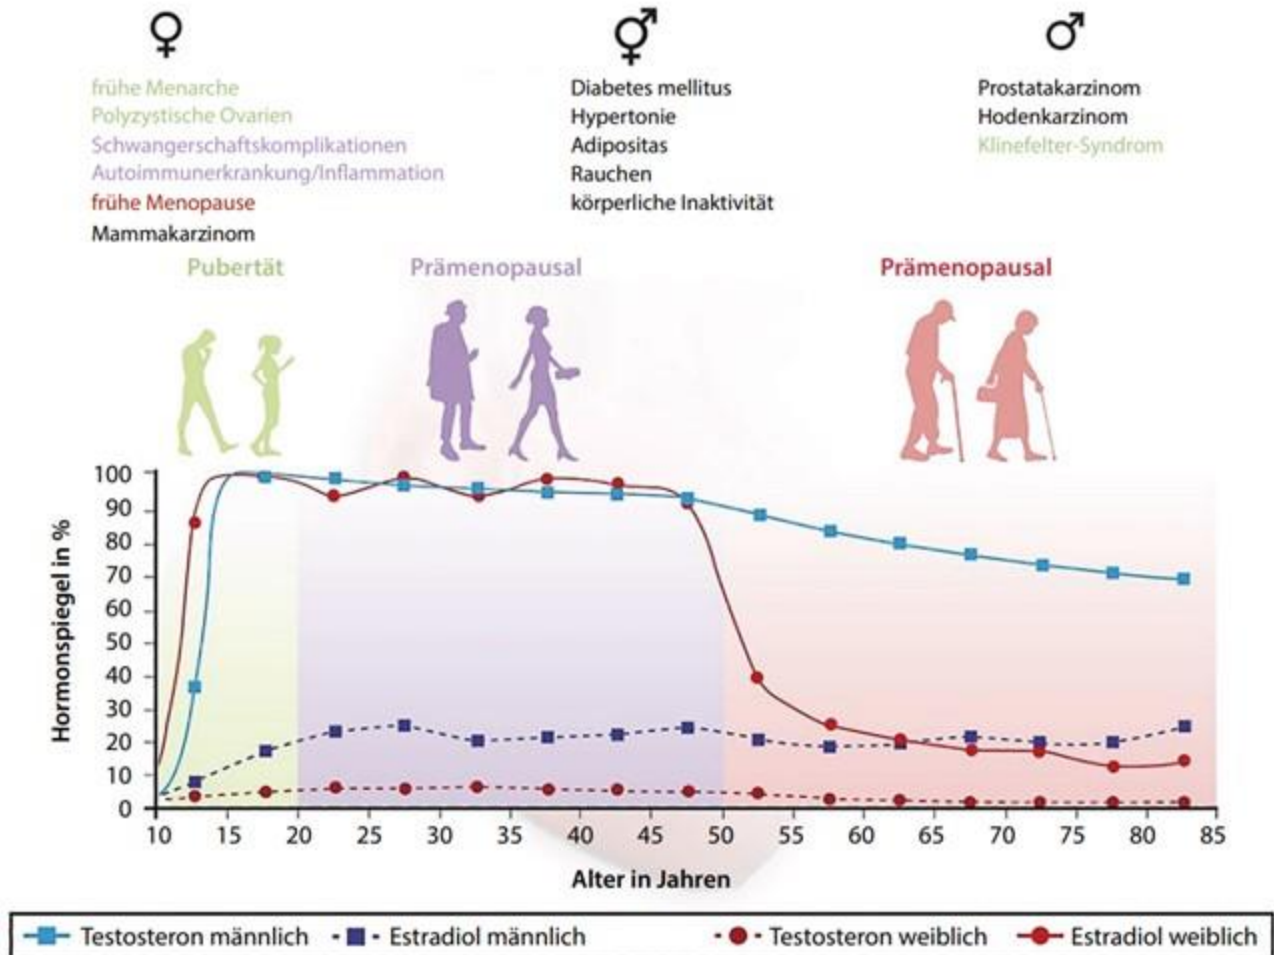 frühe Menarche
Polyzystische Ovarien
Schwangerschaftskomplikationen
Autoimmunerkrankung/Inflammation
frühe Menopause
Mammakarzinom
Diabetes mellitus
Hypertonie
Adipositas
Rauchen
körperliche Inaktivität
Prostatakarzinom
Hodenkarzinom
Klinefelter-Syndrom
Pubertät
Prämenopausal
Prämenopausal
Hormonspiegel in %
100
90
80
70
60
50
40
30
20
10
0
10 15 20 25 30 35 40 45 50 55 60 65 70 75 80 85
Alter in Jahren
Testosteron männlich Estradiol männlich Testosteron weiblich Estradiol weiblich